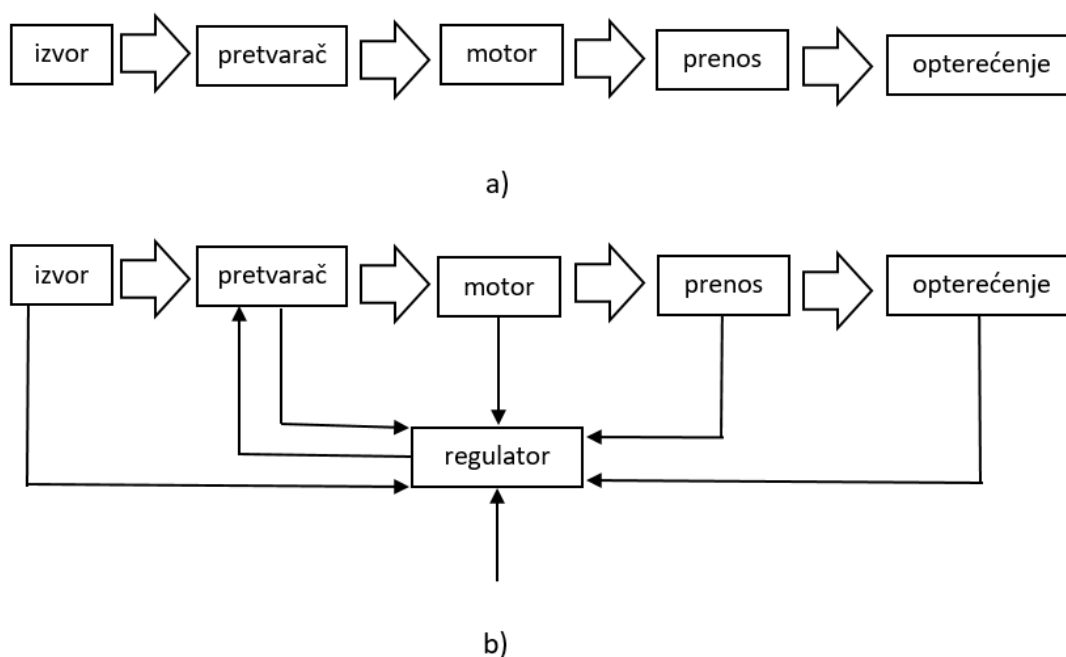 izvor
pretvarač
motor
prenos
opterećenje
a)
izvor
pretvarač
motor
prenos
opterećenje
regulator
b)